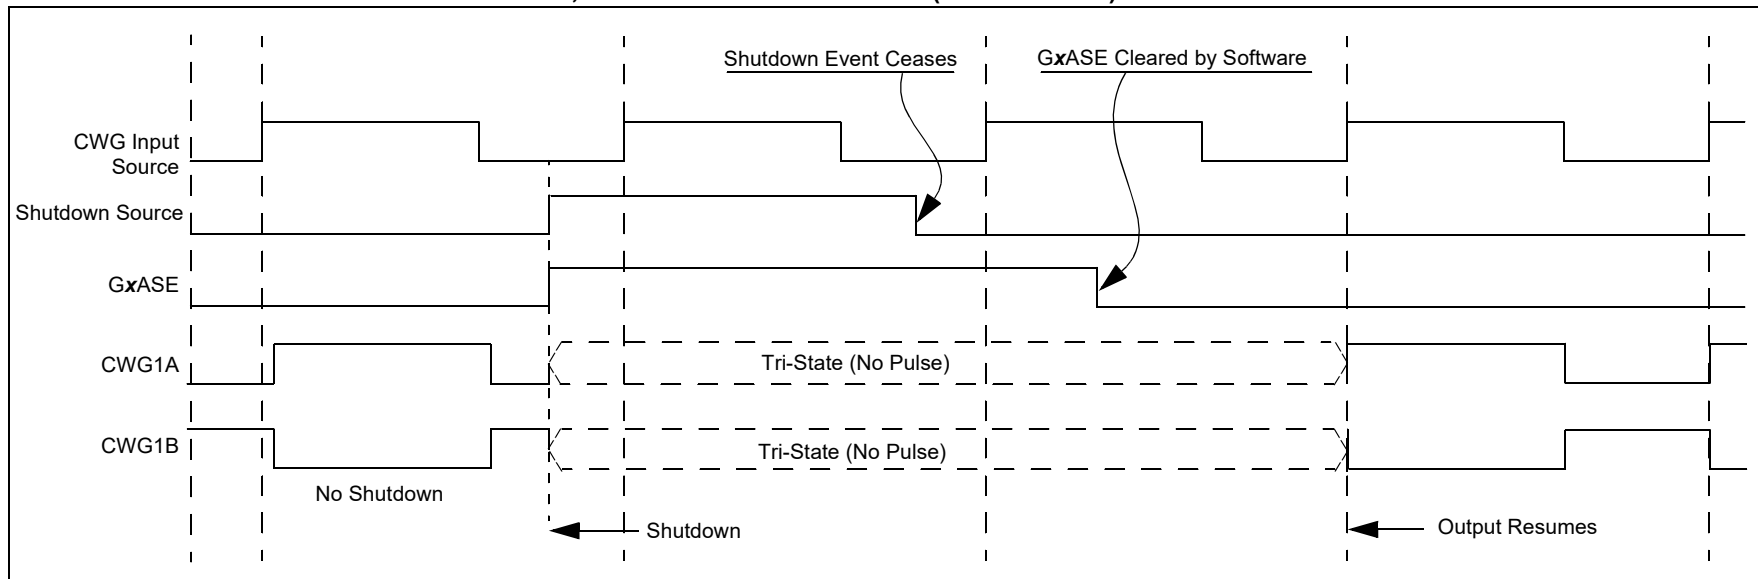 Shutdown Event Ceases
GxASE Cleared by Software
CWG Input
Source
Shutdown Source
GxASE
CWG1A
Tri-State (No Pulse)
CWG1B
Tri-State (No Pulse)
No Shutdown
Shutdown
Output Resumes